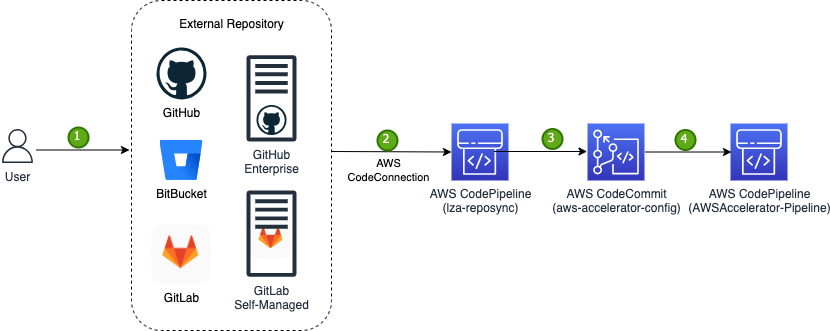 External Repository
GitHub
GitHub
Enterprise
BitBucket
GitLab
GitLab
Self-Managed
User
1
2
AWS
CodeConnection
AWS CodePipeline
(lza-reposync)
3
AWS CodeCommit
(aws-accelerator-config)
4
AWS CodePipeline
(AWSAccelerator-Pipeline)